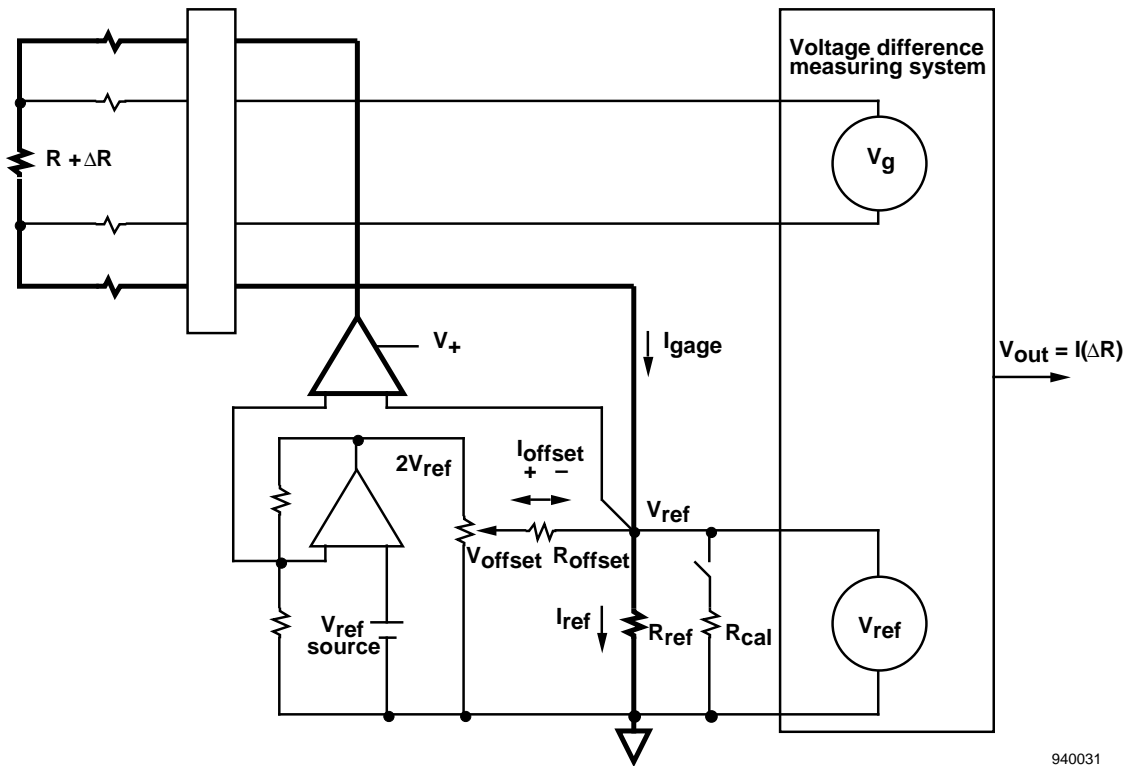 Voltage difference
measuring system
R + ΔR
Vg
V+
Igage
Vout = I(ΔR)
2Vref
Ioffset
+ −
Vref
Voffset
Roffset
Vref
source
Iref
Rref
Rcal
Vref
940031